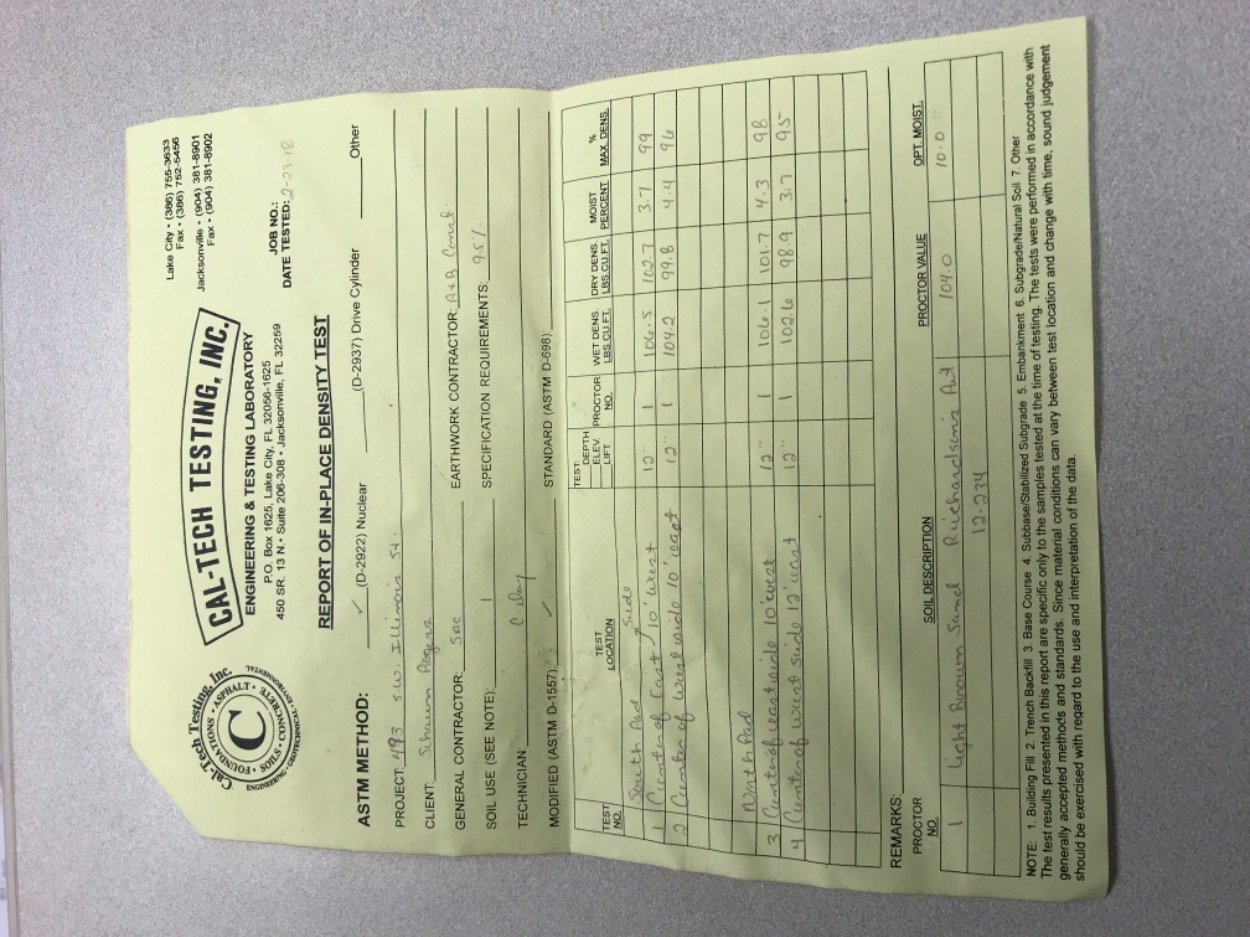 Cal-Tech Testing, Inc.
• FOUNDATIONS • ASPHALT • SOILS • CONCRETE
C
ENGINEERING • GEOTECHNICAL • ENVIRONMENTAL
CAL-TECH TESTING, INC.
ENGINEERING & TESTING LABORATORY
P.O. Box 1625, Lake City, FL 32056-1625
450 SR. 13 N. • Suite 206-308 • Jacksonville, FL 32259
Lake City • (386) 755-3633
Fax • (386) 752-5456
Jacksonville • (904) 381-8901
Fax • (904) 381-8902
JOB NO.:
DATE TESTED: 2-23-18
REPORT OF IN-PLACE DENSITY TEST
ASTM METHOD: ✓ (D-2922) Nuclear (D-2937) Drive Cylinder Other
PROJECT: 493 S.W. Illinois St.
CLIENT: Schawn Rogers
GENERAL CONTRACTOR: SAC EARTHWORK CONTRACTOR: A+B Const.
SOIL USE (SEE NOTE): 1 SPECIFICATION REQUIREMENTS: 95%
TECHNICIAN: C. Day
MODIFIED (ASTM D-1557): ✓ STANDARD (ASTM D-698):
TEST NO. TEST LOCATION TEST: DEPTH ELEV. LIFT PROCTOR NO. WET DENS. LBS.CU.FT. DRY DENS. LBS.CU.FT. MOIST PERCENT % MAX. DENS.
South Pad side
1 Center of East 10' west 12" 1 106.5 102.7 3.7 99
2 Center of west side 10' east 12" 1 104.2 99.8 4.4 96
North Pad
3 Center of east side 10' west 12" 1 106.1 101.7 4.3 98
4 Center of west side 12' east 12" 1 102.6 98.9 3.7 95
REMARKS:
PROCTOR NO. SOIL DESCRIPTION PROCTOR VALUE OPT. MOIST.
1 Light Brown Sand Richardson's Pit 104.0 10.0
12.234
NOTE: 1. Building Fill 2. Trench Backfill 3. Base Course 4. Subbase/Stabilized Subgrade 5. Embankment 6. Subgrade/Natural Soil 7. Other
The test results presented in this report are specific only to the samples tested at the time of testing. The tests were performed in accordance with
generally accepted methods and standards. Since material conditions can vary between test location and change with time, sound judgement
should be exercised with regard to the use and interpretation of the data.